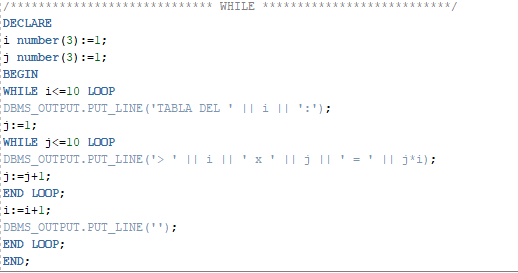 /***************************** WHILE ***************************/
DECLARE
i number(3):=1;
j number(3):=1;
BEGIN
WHILE i<=10 LOOP
DBMS_OUTPUT.PUT_LINE('TABLA DEL ' || i || ':');
j:=1;
WHILE j<=10 LOOP
DBMS_OUTPUT.PUT_LINE('> ' || i || ' x ' || j || ' = ' || j*i);
j:=j+1;
END LOOP;
i:=i+1;
DBMS_OUTPUT.PUT_LINE('');
END LOOP;
END;